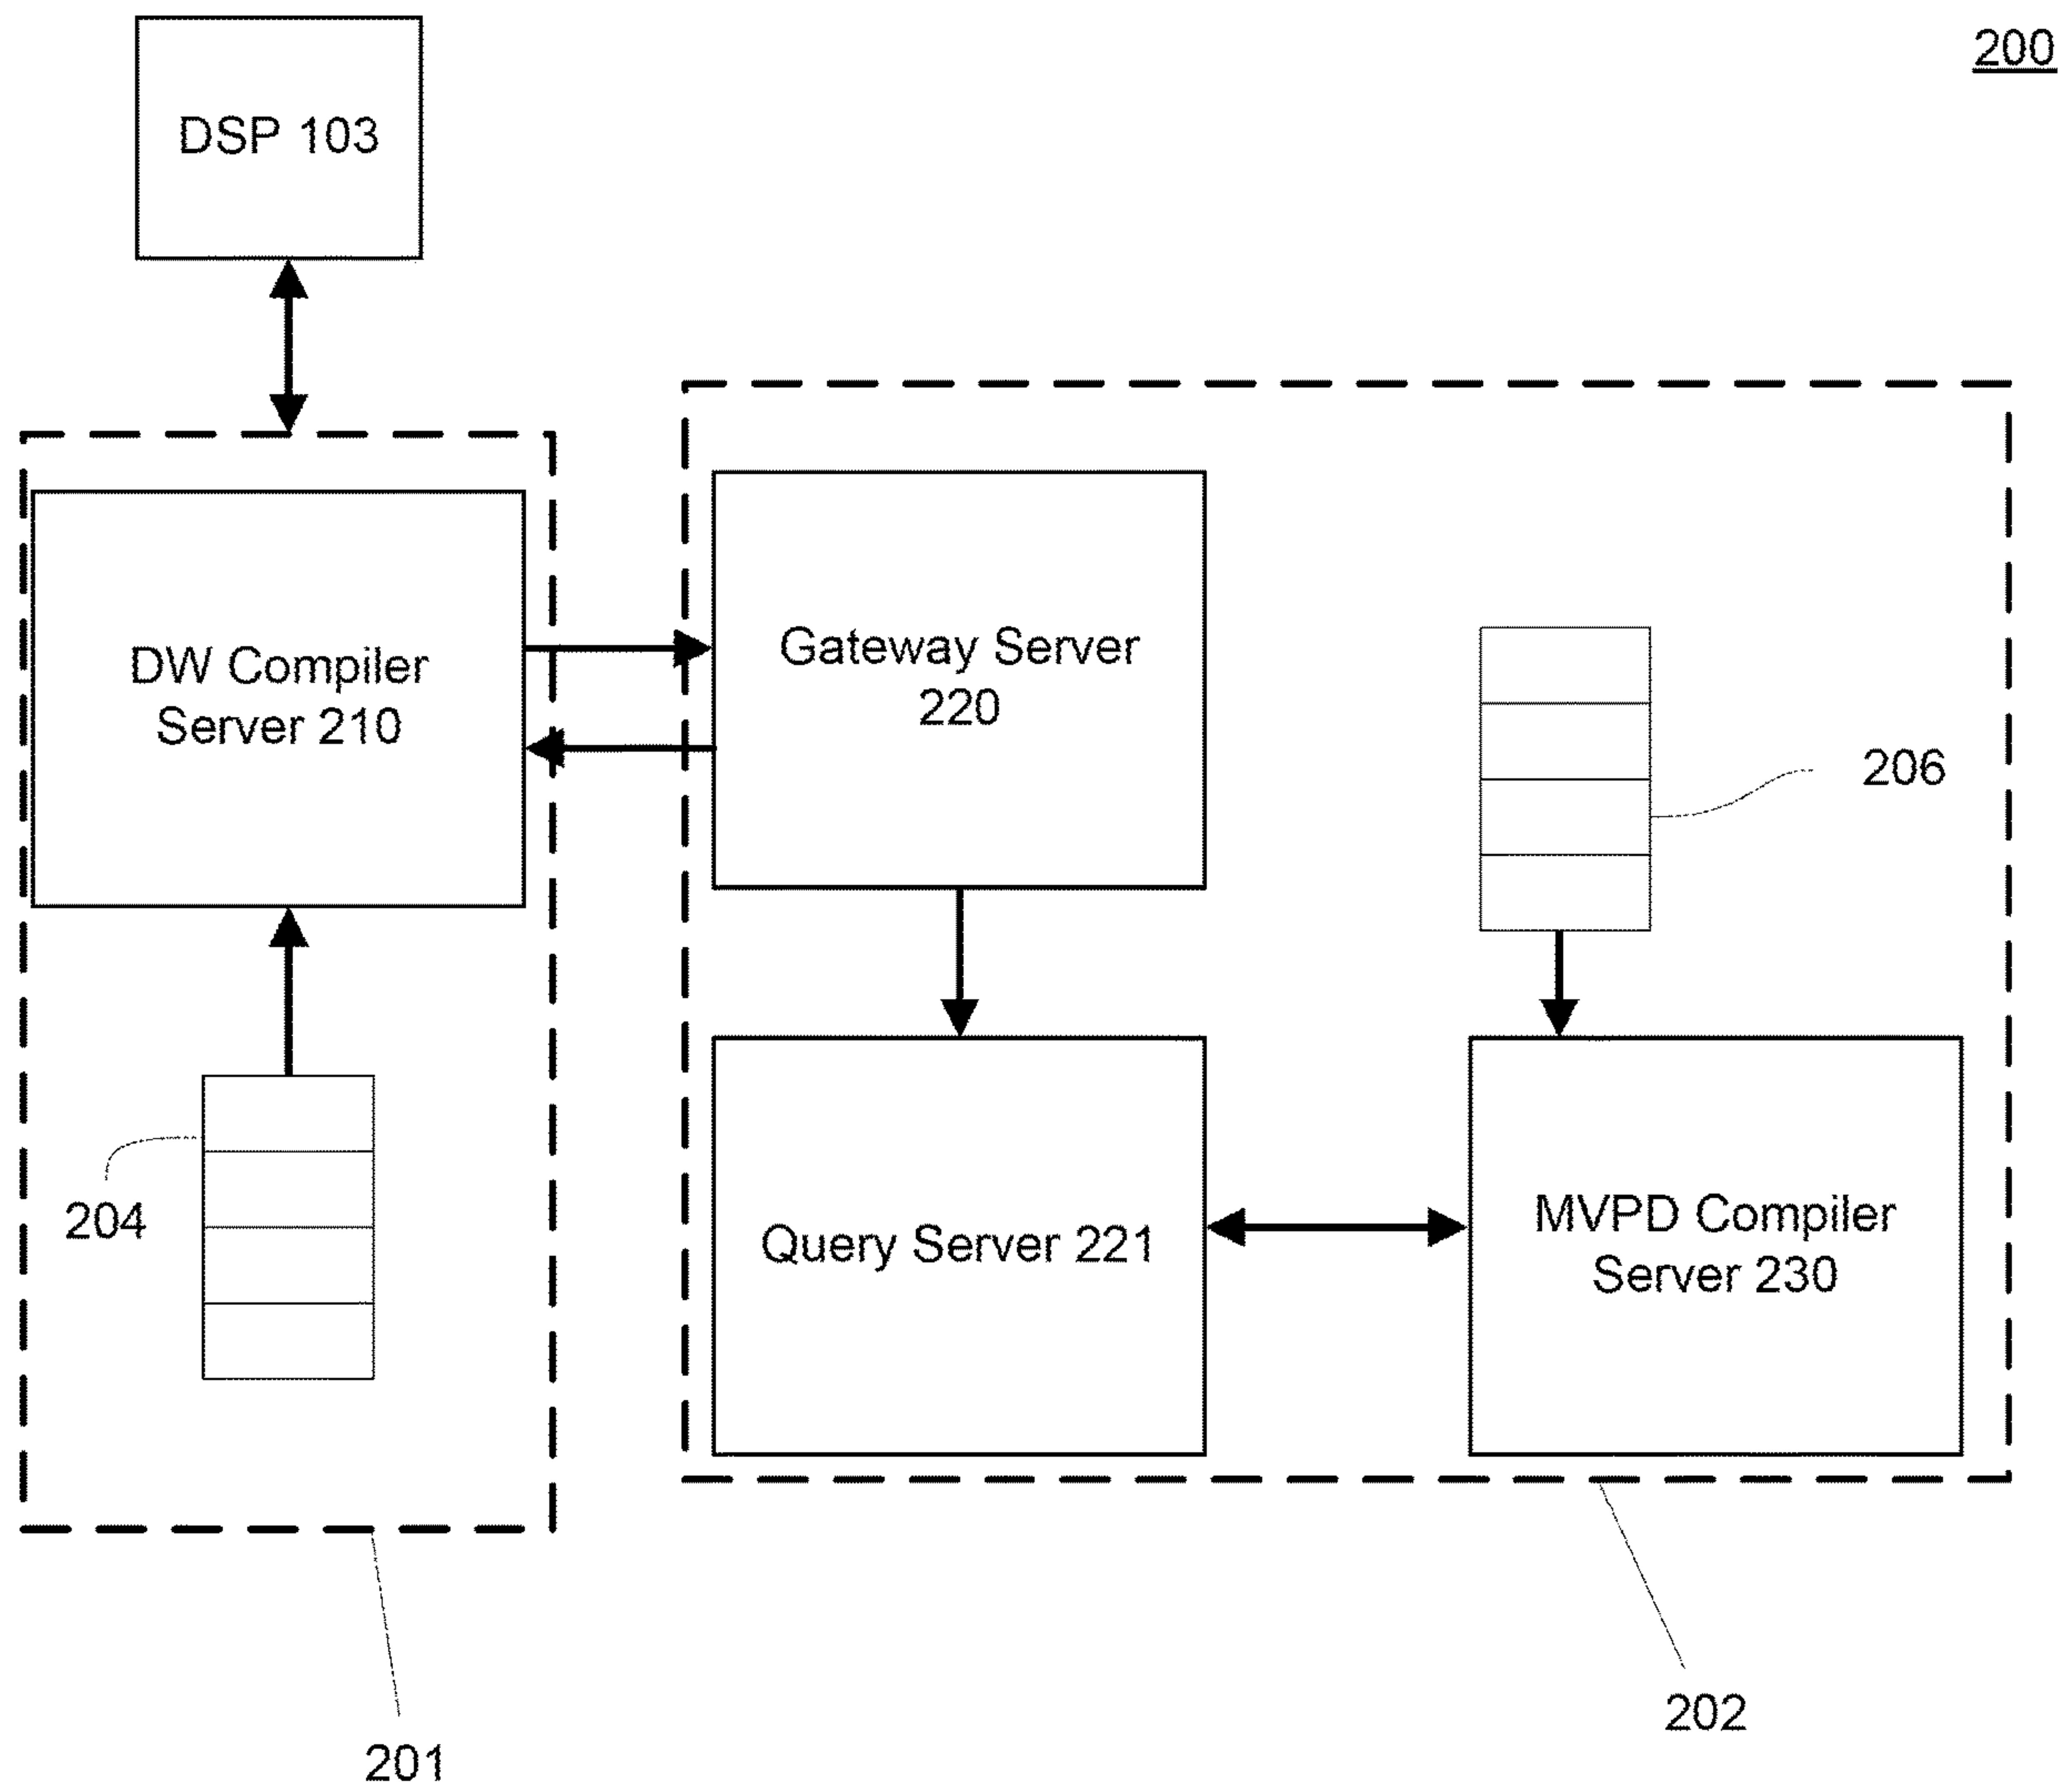 200
DSP 103
DW Compiler
Server 210
Gateway Server
220
206
204
Query Server 221
MVPD Compiler
Server 230
202
201